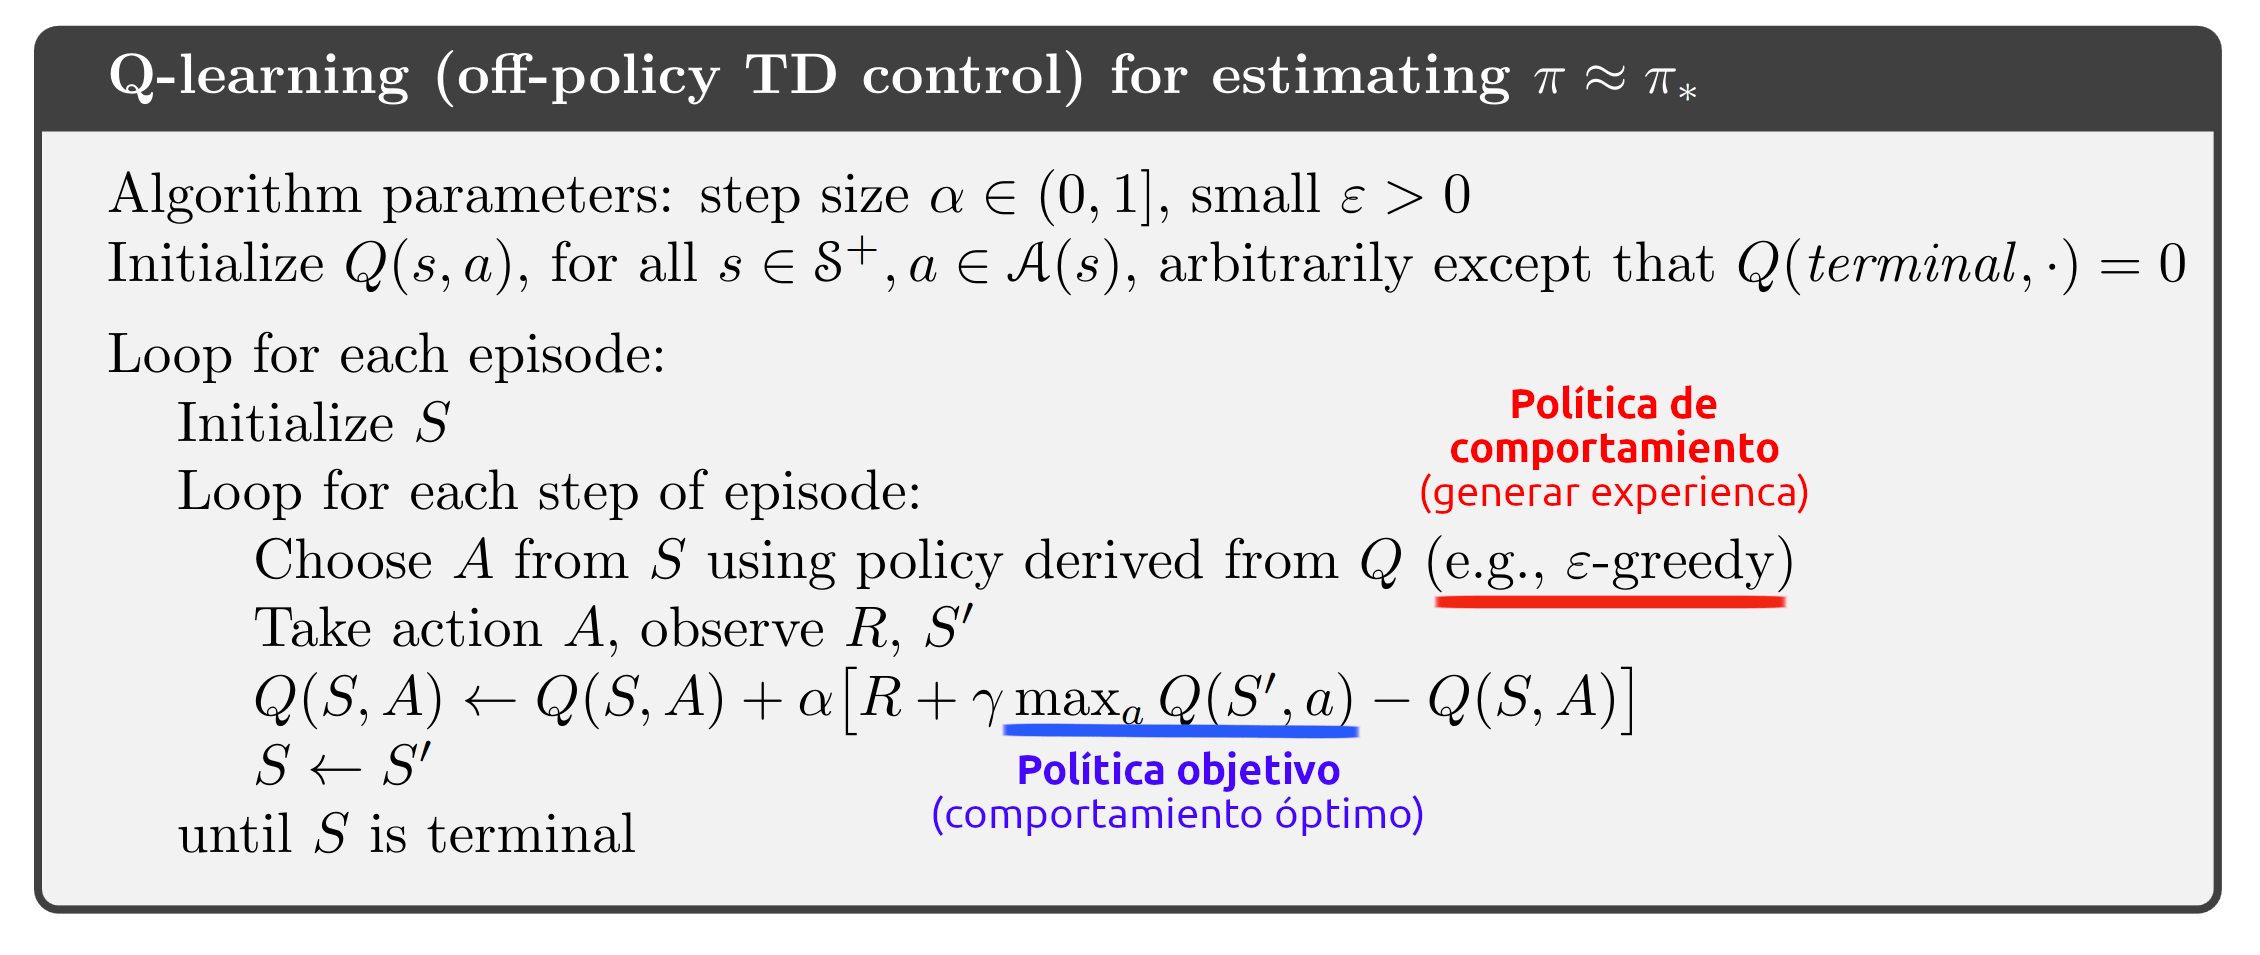 Q-learning (off-policy TD control) for estimating π ≈ π∗
Algorithm parameters: step size α ∈ (0, 1], small ε > 0
Initialize Q(s, a), for all s ∈ 𝒮⁺, a ∈ 𝒜(s), arbitrarily except that Q(terminal, ·) = 0
Loop for each episode:
Initialize S
Loop for each step of episode:
Política de
comportamiento
(generar experienca)
Choose A from S using policy derived from Q (e.g., ε-greedy)
Take action A, observe R, S′
Q(S, A) ← Q(S, A) + α[R + γ maxₐ Q(S′, a) − Q(S, A)]
S ← S′
Política objetivo
(comportamiento óptimo)
until S is terminal